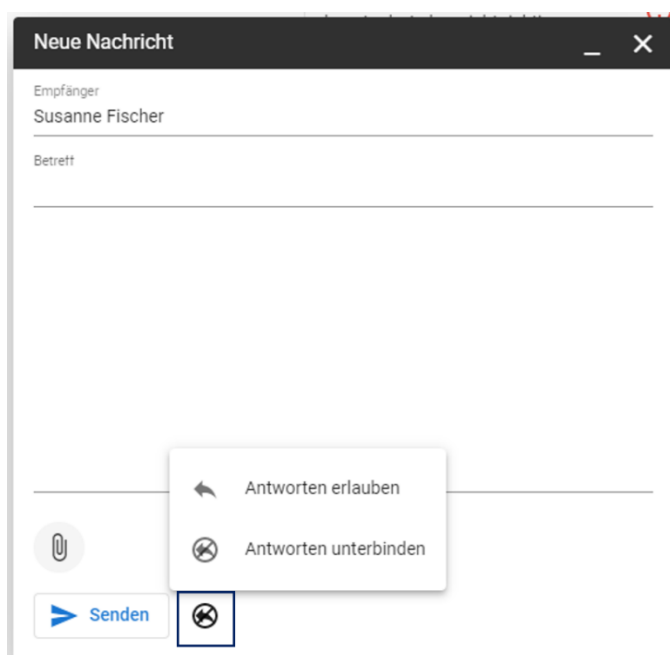 Neue Nachricht
Empfänger
Susanne Fischer
Betreff
Antworten erlauben
Antworten unterbinden
Senden